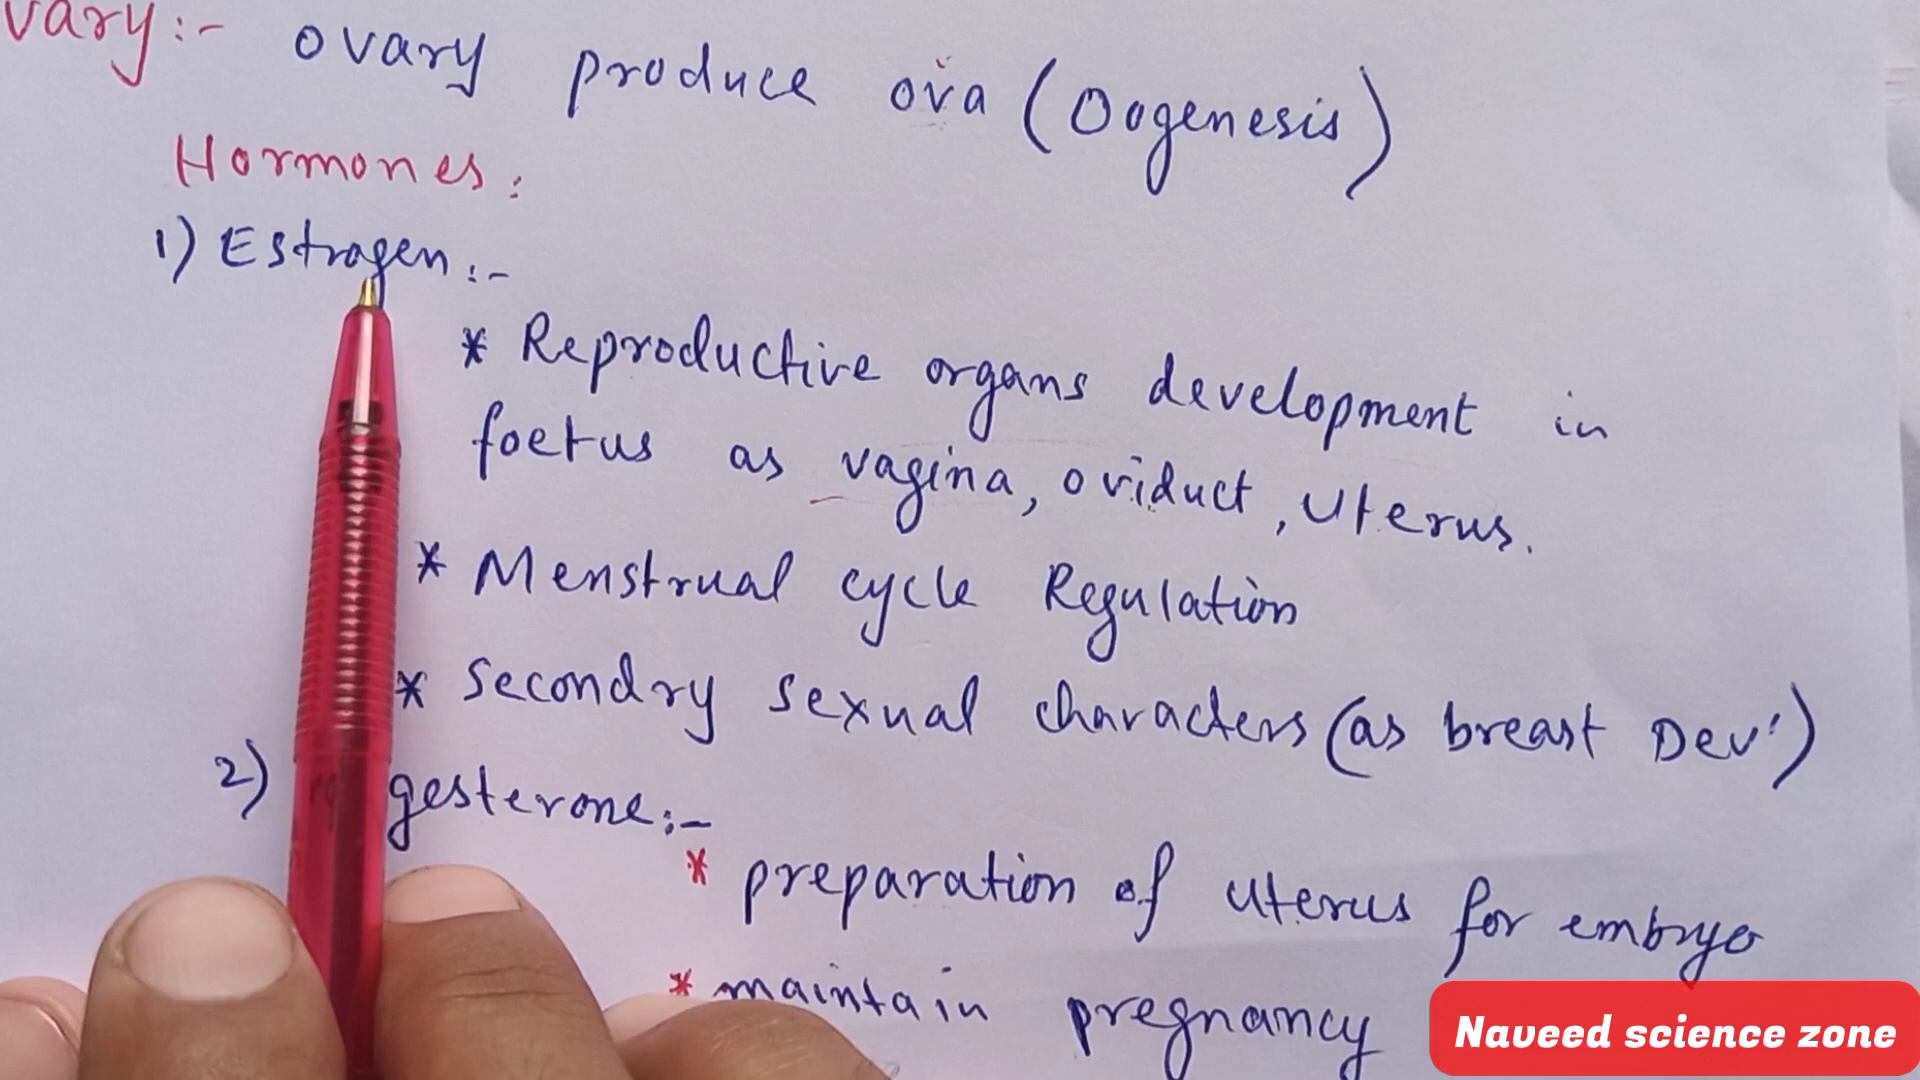 vary:- ovary produce ova (Oogenesis)
Hormones:
1) Estrogen:-
* Reproductive organs development in
foetus as vagina, oviduct, uterus.
* Menstrual cycle Regulation
* Secondry sexual characters (as breast Dev')
2) gesterone:-
* preparation of uterus for embryo
* maintain pregnancy
Naveed science zone